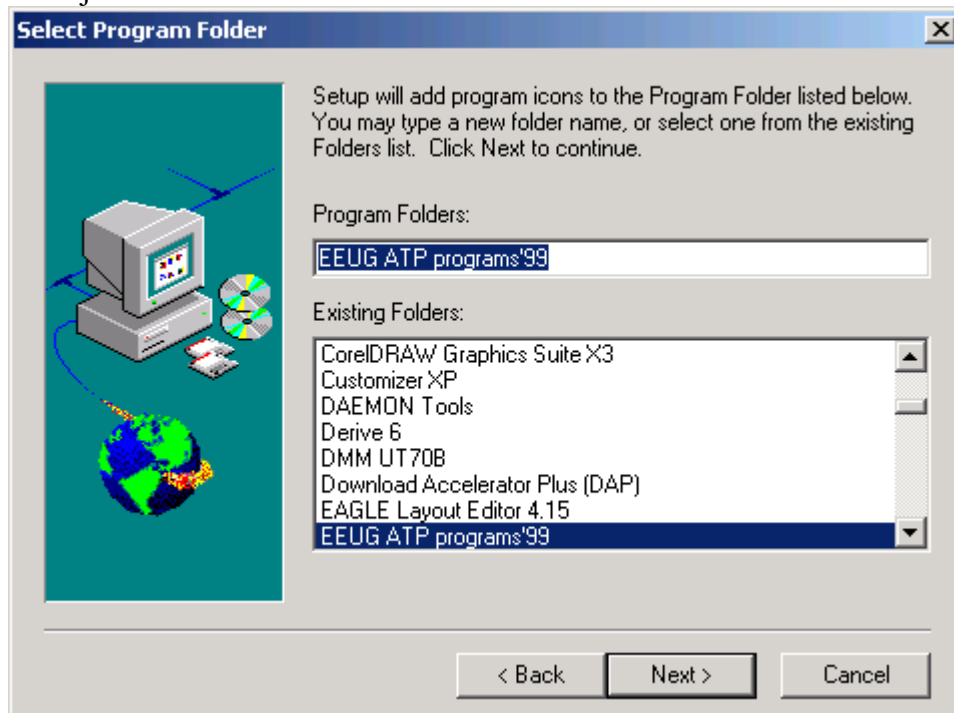 Select Program Folder
Setup will add program icons to the Program Folder listed below.
You may type a new folder name, or select one from the existing
Folders list. Click Next to continue.
Program Folders:
EEUG ATP programs'99
Existing Folders:
CorelDRAW Graphics Suite X3
Customizer XP
DAEMON Tools
Derive 6
DMM UT70B
Download Accelerator Plus (DAP)
EAGLE Layout Editor 4.15
EEUG ATP programs'99
< Back
Next >
Cancel